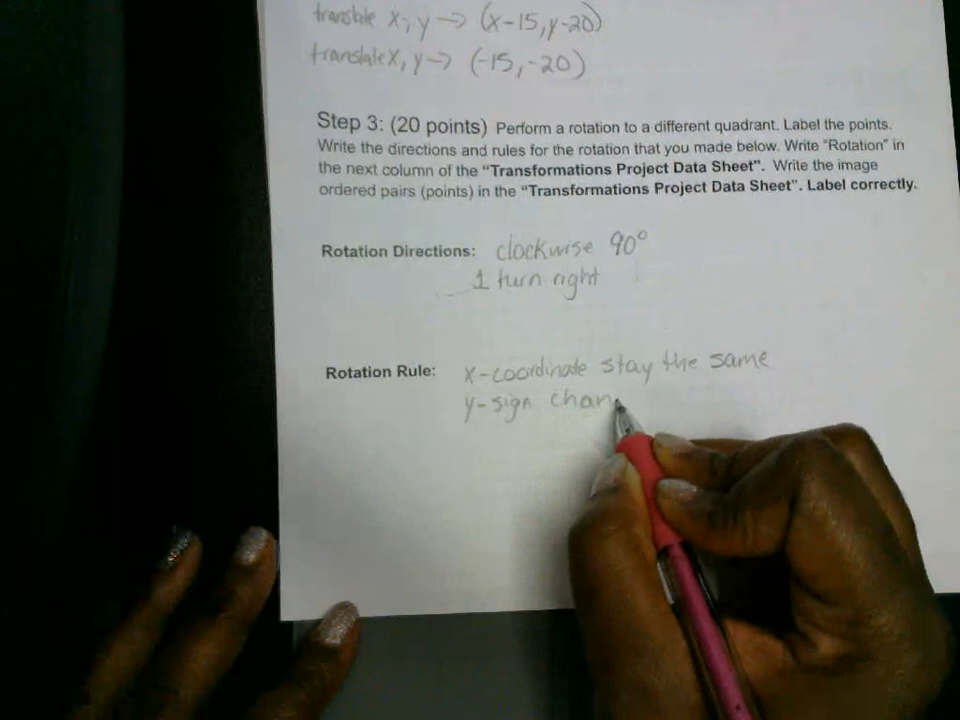 translate x, y → (x-15, y-20)
translate x, y → (-15, -20)
Step 3: (20 points) Perform a rotation to a different quadrant. Label the points.
Write the directions and rules for the rotation that you made below. Write "Rotation" in
the next column of the “Transformations Project Data Sheet”. Write the image
ordered pairs (points) in the “Transformations Project Data Sheet”. Label correctly.
Rotation Directions: clockwise 90°
1 turn right
Rotation Rule: x-coordinate stay the same
y-sign chan